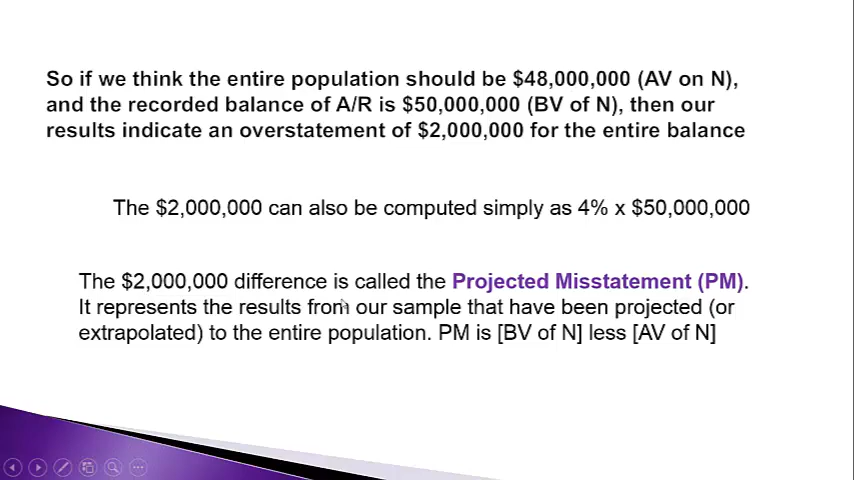 So if we think the entire population should be $48,000,000 (AV on N),
and the recorded balance of A/R is $50,000,000 (BV of N), then our
results indicate an overstatement of $2,000,000 for the entire balance
The $2,000,000 can also be computed simply as 4% x $50,000,000
The $2,000,000 difference is called the Projected Misstatement (PM).
It represents the results from our sample that have been projected (or
extrapolated) to the entire population. PM is [BV of N] less [AV of N]